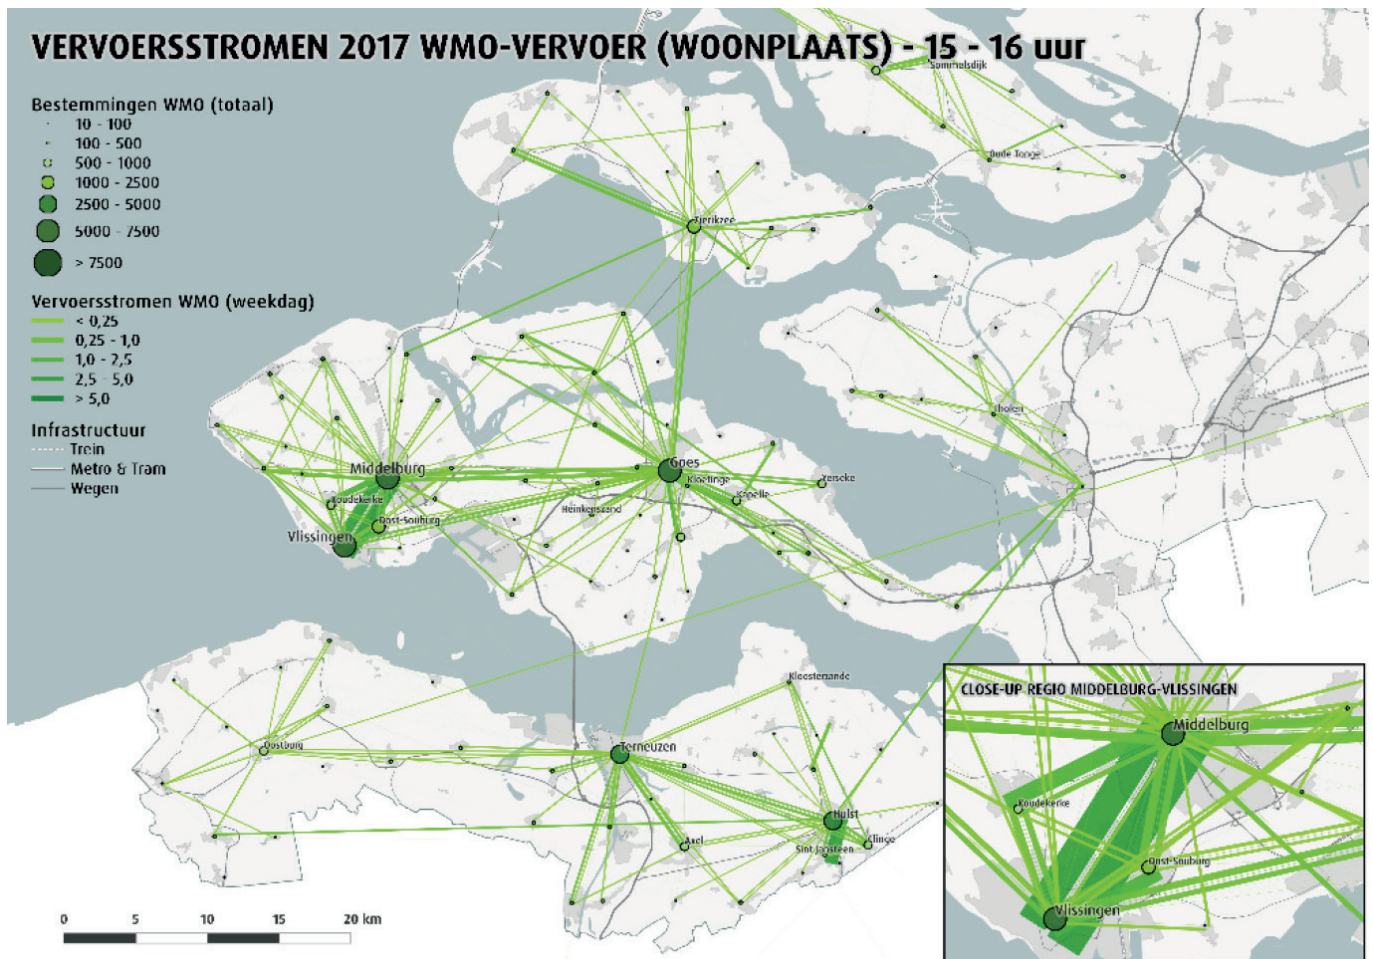 VERVOERSSTROMEN 2017 WMO-VERVOER (WOONPLAATS) - 15 - 16 uur
Bestemmingen WMO (totaal)
10 - 100
100 - 500
500 - 1000
1000 - 2500
2500 - 5000
5000 - 7500
> 7500
Vervoersstromen WMO (weekdag)
< 0,25
0,25 - 1,0
1,0 - 2,5
2,5 - 5,0
> 5,0
Infrastructuur
Trein
Metro & Tram
Wegen
Sommelsdijk
Oude Tonge
Zierikzee
Tholen
Middelburg
Goes
Kloetinge
Kapelle
Yerseke
Koudekerke
Heinkenszand
Oost-Souburg
Vlissingen
Kloosterzande
Oostburg
Terneuzen
Hulst
Axel
Sint Jansteen
Clinge
0 5 10 15 20 km
CLOSE-UP REGIO MIDDELBURG-VLISSINGEN
Middelburg
Koudekerke
Oost-Souburg
Vlissingen